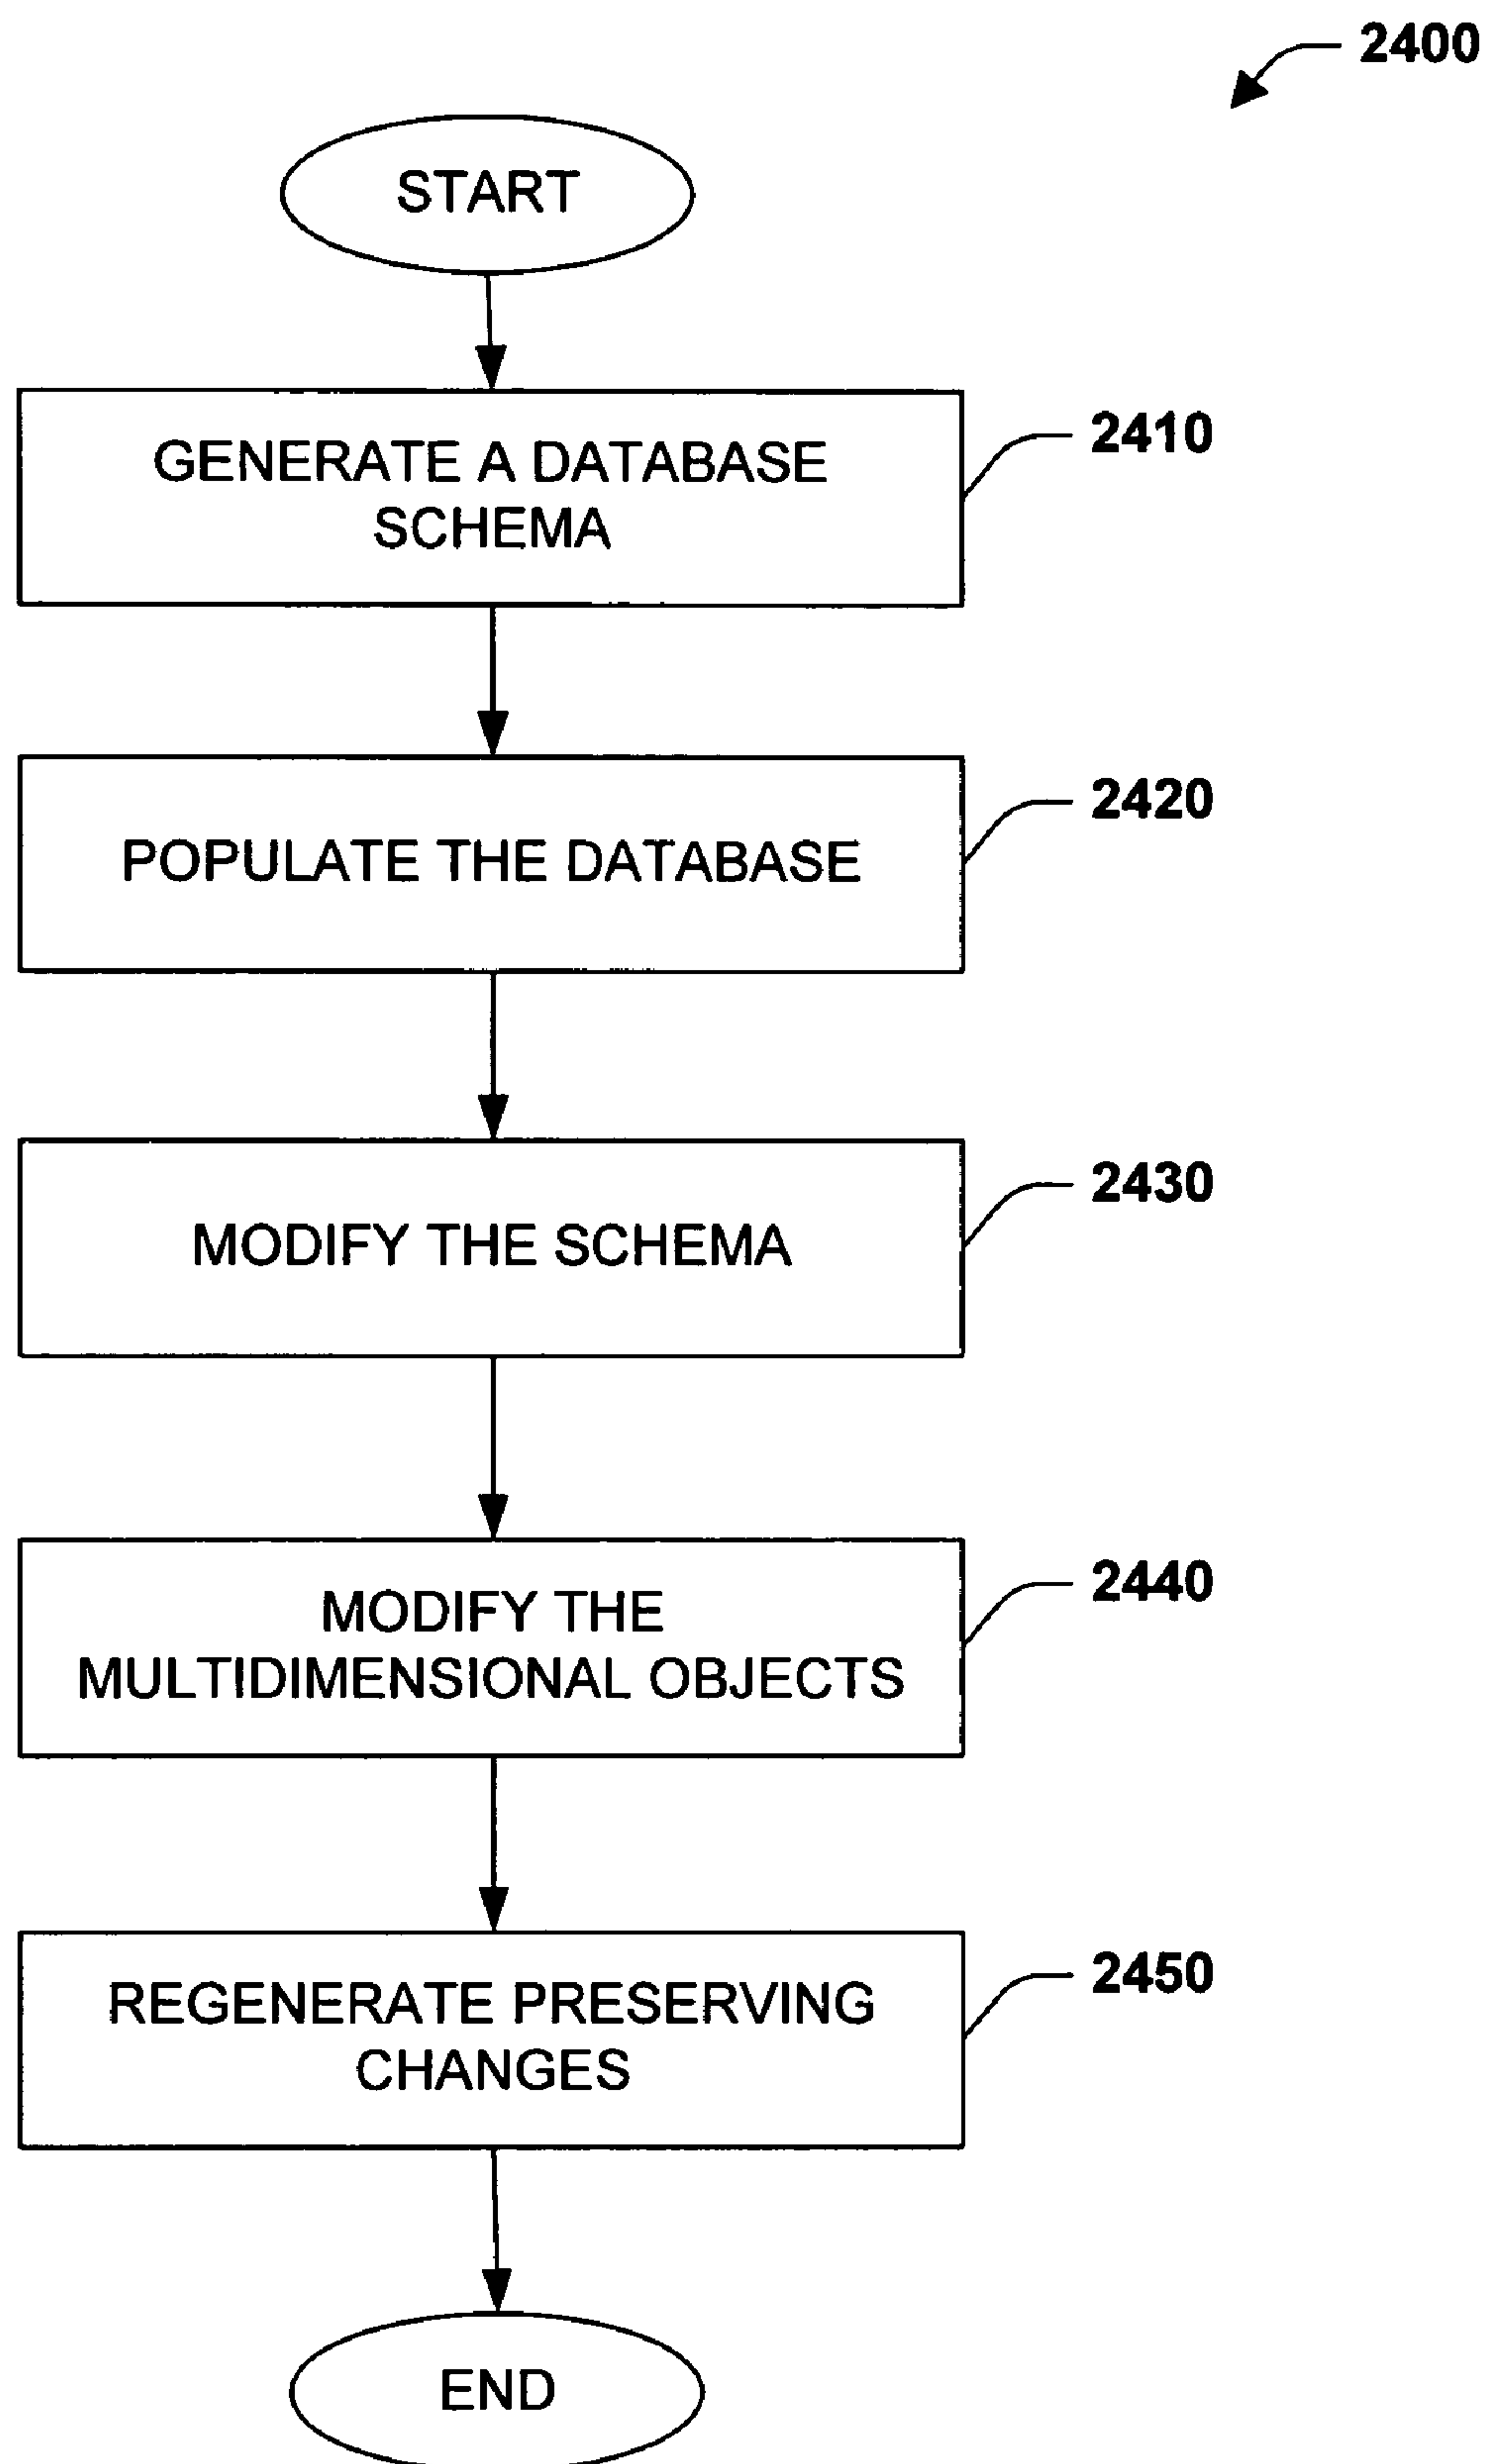 2400
START
GENERATE A DATABASE
SCHEMA
2410
POPULATE THE DATABASE
2420
MODIFY THE SCHEMA
2430
MODIFY THE
MULTIDIMENSIONAL OBJECTS
2440
REGENERATE PRESERVING
CHANGES
2450
END